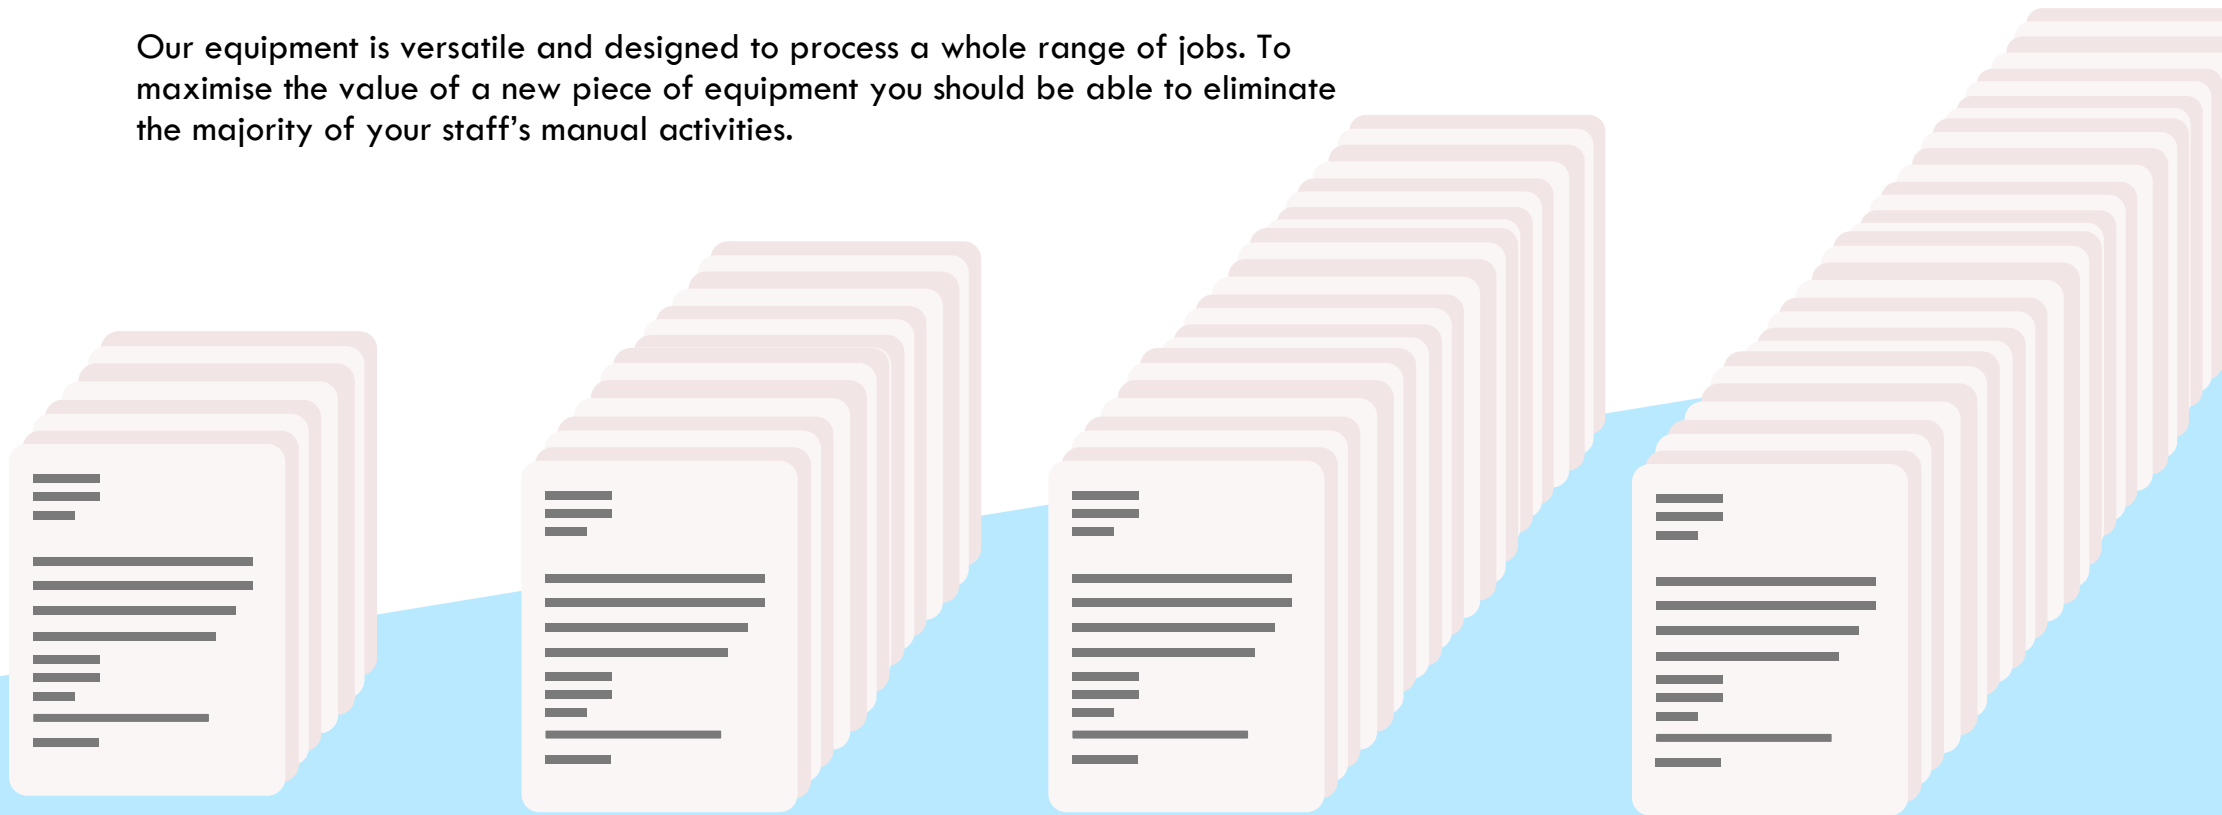 Our equipment is versatile and designed to process a whole range of jobs. To
maximise the value of a new piece of equipment you should be able to eliminate
the majority of your staff’s manual activities.